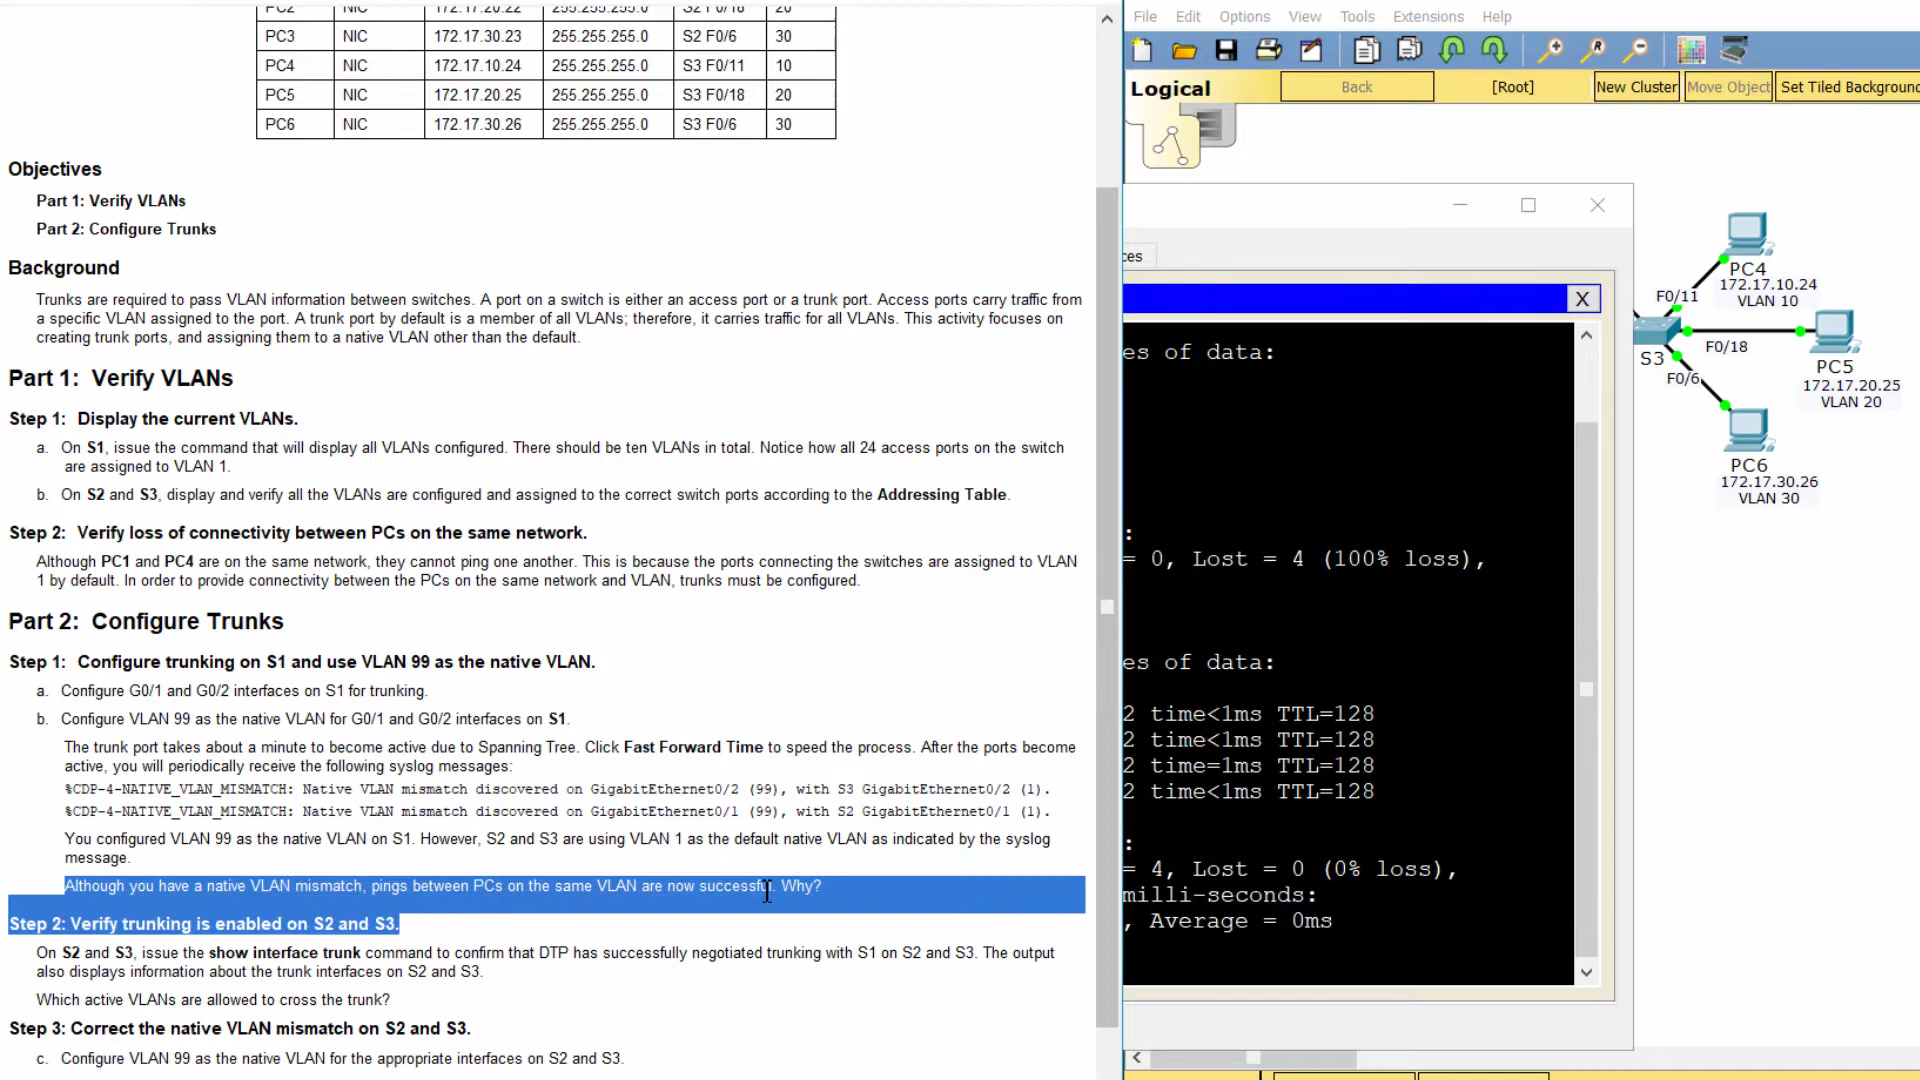 PC2 NIC 172.17.20.22 255.255.255.0 S2 F0/18 20
PC3 NIC 172.17.30.23 255.255.255.0 S2 F0/6 30
PC4 NIC 172.17.10.24 255.255.255.0 S3 F0/11 10
PC5 NIC 172.17.20.25 255.255.255.0 S3 F0/18 20
PC6 NIC 172.17.30.26 255.255.255.0 S3 F0/6 30
Objectives
Part 1: Verify VLANs
Part 2: Configure Trunks
Background
Trunks are required to pass VLAN information between switches. A port on a switch is either an access port or a trunk port. Access ports carry traffic from
a specific VLAN assigned to the port. A trunk port by default is a member of all VLANs; therefore, it carries traffic for all VLANs. This activity focuses on
creating trunk ports, and assigning them to a native VLAN other than the default.
Part 1: Verify VLANs
Step 1: Display the current VLANs.
a. On S1, issue the command that will display all VLANs configured. There should be ten VLANs in total. Notice how all 24 access ports on the switch
are assigned to VLAN 1.
b. On S2 and S3, display and verify all the VLANs are configured and assigned to the correct switch ports according to the Addressing Table.
Step 2: Verify loss of connectivity between PCs on the same network.
Although PC1 and PC4 are on the same network, they cannot ping one another. This is because the ports connecting the switches are assigned to VLAN
1 by default. In order to provide connectivity between the PCs on the same network and VLAN, trunks must be configured.
Part 2: Configure Trunks
Step 1: Configure trunking on S1 and use VLAN 99 as the native VLAN.
a. Configure G0/1 and G0/2 interfaces on S1 for trunking.
b. Configure VLAN 99 as the native VLAN for G0/1 and G0/2 interfaces on S1.
The trunk port takes about a minute to become active due to Spanning Tree. Click Fast Forward Time to speed the process. After the ports become
active, you will periodically receive the following syslog messages:
%CDP-4-NATIVE_VLAN_MISMATCH: Native VLAN mismatch discovered on GigabitEthernet0/2 (99), with S3 GigabitEthernet0/2 (1).
%CDP-4-NATIVE_VLAN_MISMATCH: Native VLAN mismatch discovered on GigabitEthernet0/1 (99), with S2 GigabitEthernet0/1 (1).
You configured VLAN 99 as the native VLAN on S1. However, S2 and S3 are using VLAN 1 as the default native VLAN as indicated by the syslog
message.
Although you have a native VLAN mismatch, pings between PCs on the same VLAN are now successful. Why?
Step 2: Verify trunking is enabled on S2 and S3.
On S2 and S3, issue the show interface trunk command to confirm that DTP has successfully negotiated trunking with S1 on S2 and S3. The output
also displays information about the trunk interfaces on S2 and S3.
Which active VLANs are allowed to cross the trunk?
Step 3: Correct the native VLAN mismatch on S2 and S3.
c. Configure VLAN 99 as the native VLAN for the appropriate interfaces on S2 and S3.
File Edit Options View Tools Extensions Help
Logical Back [Root] New Cluster Move Object Set Tiled Background
ces
X
es of data:
:
= 0, Lost = 4 (100% loss),
es of data:
2 time<1ms TTL=128
2 time<1ms TTL=128
2 time=1ms TTL=128
2 time<1ms TTL=128
:
= 4, Lost = 0 (0% loss),
milli-seconds:
, Average = 0ms
PC4
172.17.10.24
VLAN 10
F0/11
S3
F0/18
PC5
172.17.20.25
VLAN 20
F0/6
PC6
172.17.30.26
VLAN 30